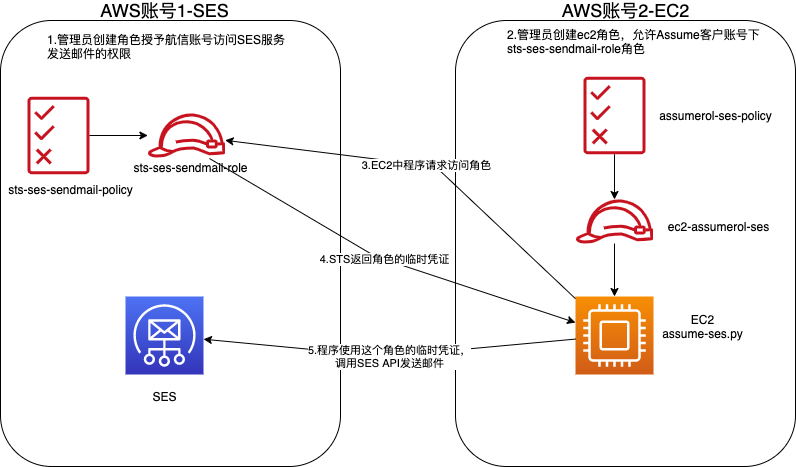 AWS账号1-SES
1.管理员创建角色授予航信账号访问SES服务
发送邮件的权限
sts-ses-sendmail-policy
sts-ses-sendmail-role
SES
AWS账号2-EC2
2.管理员创建ec2角色，允许Assume客户账号下
sts-ses-sendmail-role角色
assumerol-ses-policy
ec2-assumerol-ses
EC2
assume-ses.py
3.EC2中程序请求访问角色
4.STS返回角色的临时凭证
5.程序使用这个角色的临时凭证，
调用SES API发送邮件